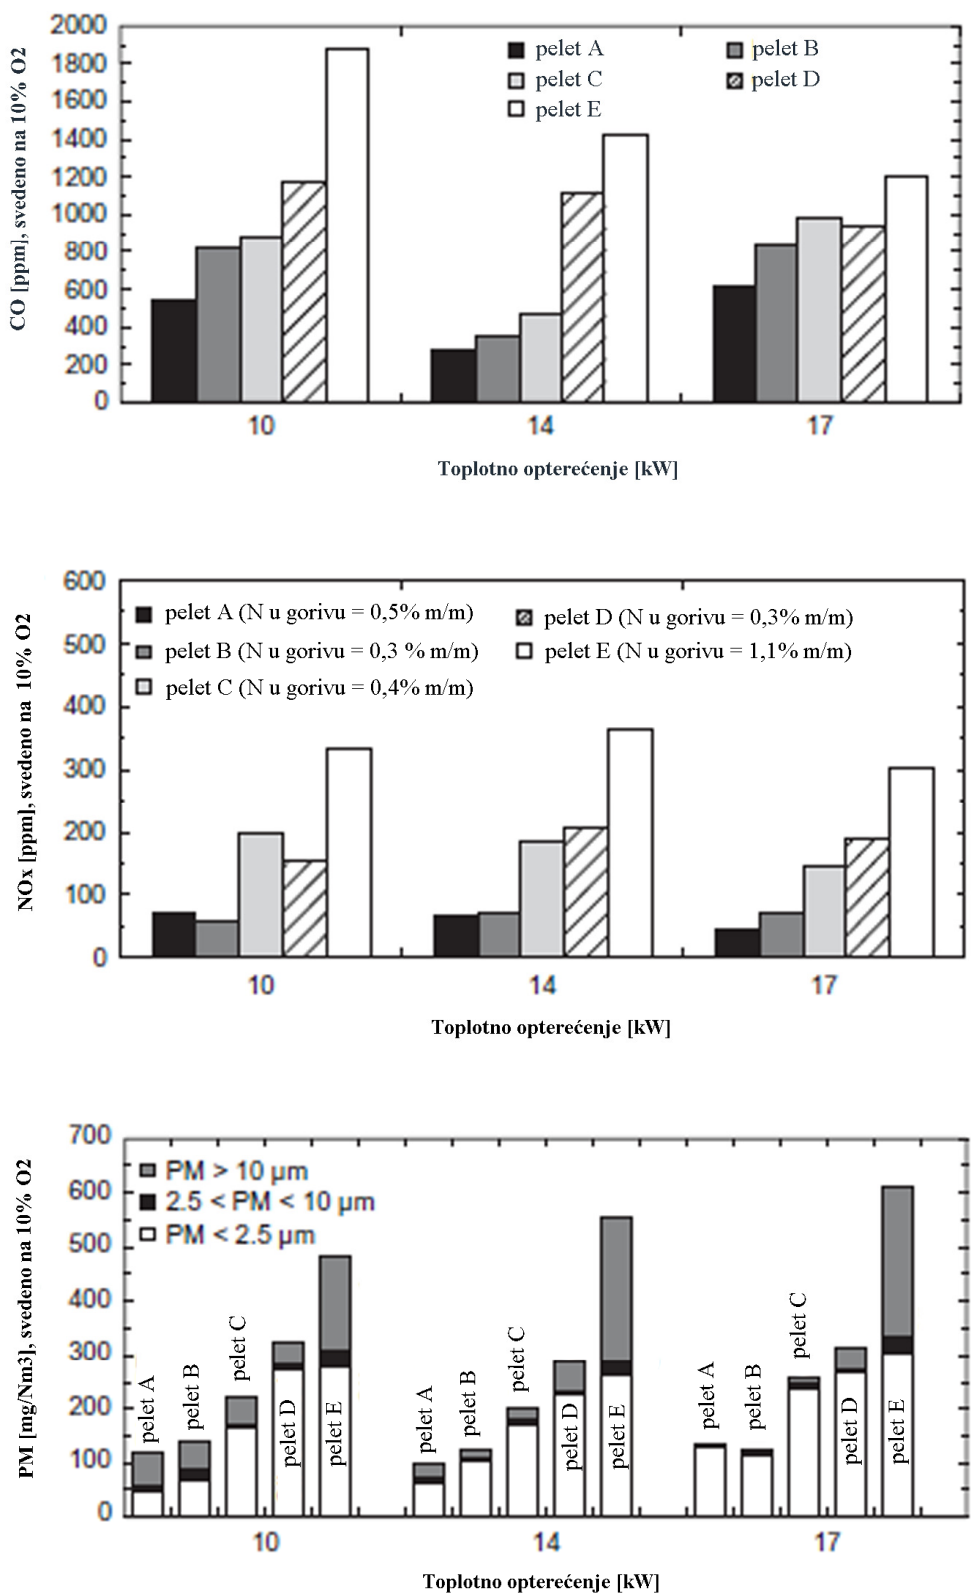 CO [ppm], svedeno na 10% O2
2000
1800
1600
1400
1200
1000
800
600
400
200
0
pelet A
pelet B
pelet C
pelet D
pelet E
10
14
17
Toplotno opterećenje [kW]
NOx [ppm], svedeno na 10% O2
600
500
400
300
200
100
0
pelet A (N u gorivu = 0,5% m/m)
pelet D (N u gorivu = 0,3% m/m)
pelet B (N u gorivu = 0,3 % m/m)
pelet E (N u gorivu = 1,1% m/m)
pelet C (N u gorivu = 0,4% m/m)
10
14
17
Toplotno opterećenje [kW]
PM [mg/Nm3], svedeno na 10% O2
700
600
500
400
300
200
100
0
PM > 10 µm
2.5 < PM < 10 µm
PM < 2.5 µm
pelet A
pelet B
pelet C
pelet D
pelet E
pelet A
pelet B
pelet C
pelet D
pelet E
pelet A
pelet B
pelet C
pelet D
pelet E
10
14
17
Toplotno opterećenje [kW]